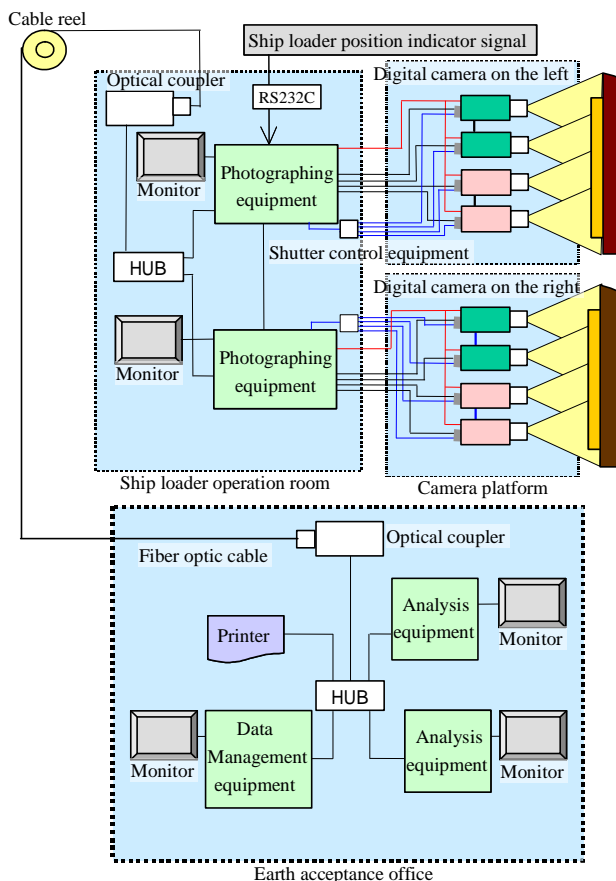 Cable reel
Ship loader position indicator signal
Optical coupler
RS232C
Digital camera on the left
Monitor
Photographing
equipment
Shutter control equipment
HUB
Digital camera on the right
Monitor
Photographing
equipment
Ship loader operation room
Camera platform
Fiber optic cable
Optical coupler
Printer
Analysis
equipment
Monitor
HUB
Monitor
Data
Management
equipment
Analysis
equipment
Monitor
Earth acceptance office